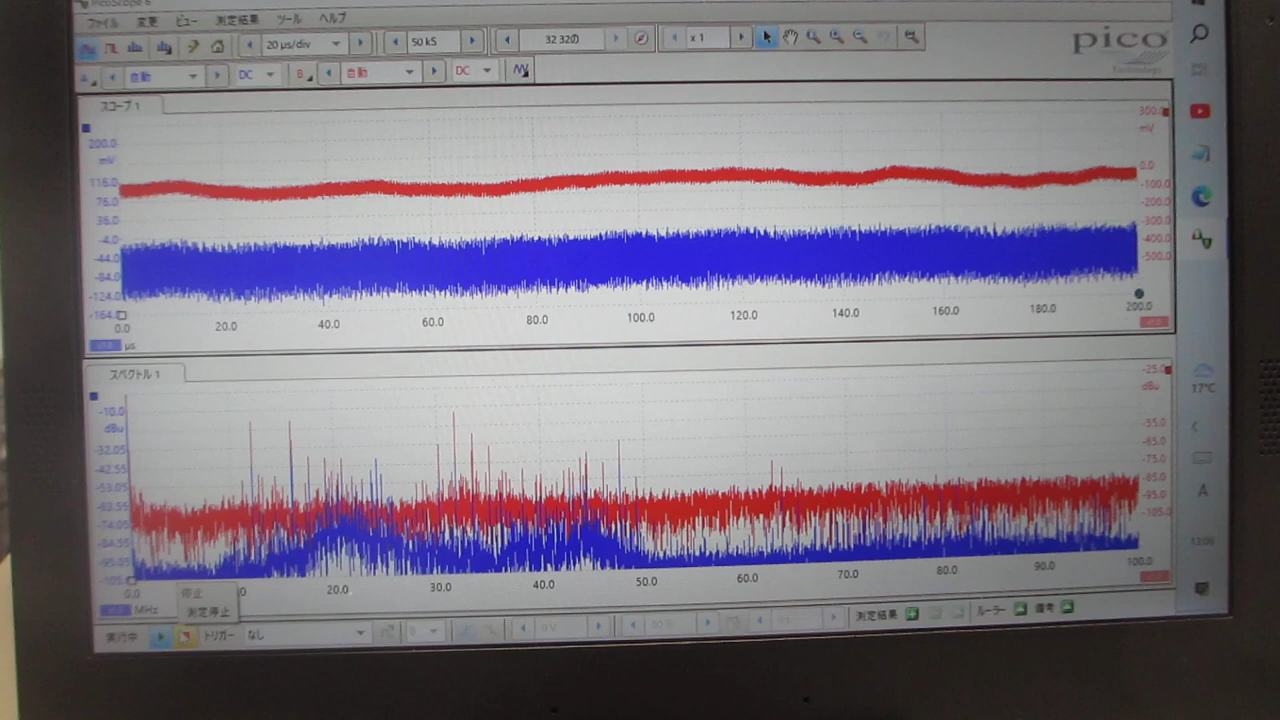 PicoScope 6
ファイル 変更 ビュー 測定結果 ツール ヘルプ
20 µs/div 50 kS 32 32の x 1
pico
Technology
自動 DC B 自動 DC
スコープ 1
200.0
mV
116.0
76.0
36.0
-4.0
-44.0
-84.0
-124.0
-164.0
300.0
mV
0.0
-100.0
-200.0
-300.0
-400.0
-500.0
0.0 20.0 40.0 60.0 80.0 100.0 120.0 140.0 160.0 180.0 200.0
µs
スペクトル 1
-10.0
dBu
-32.05
-42.55
-53.05
-63.55
-74.05
-84.55
-95.05
-25.0
dBu
-55.0
-65.0
-75.0
-85.0
-95.0
-105.0
0.0 20.0 30.0 40.0 50.0 60.0 70.0 80.0 90.0 100.0
MHz
停止
測定停止
実行中 トリガー なし 測定結果 ルーラー 備考
17°C
A